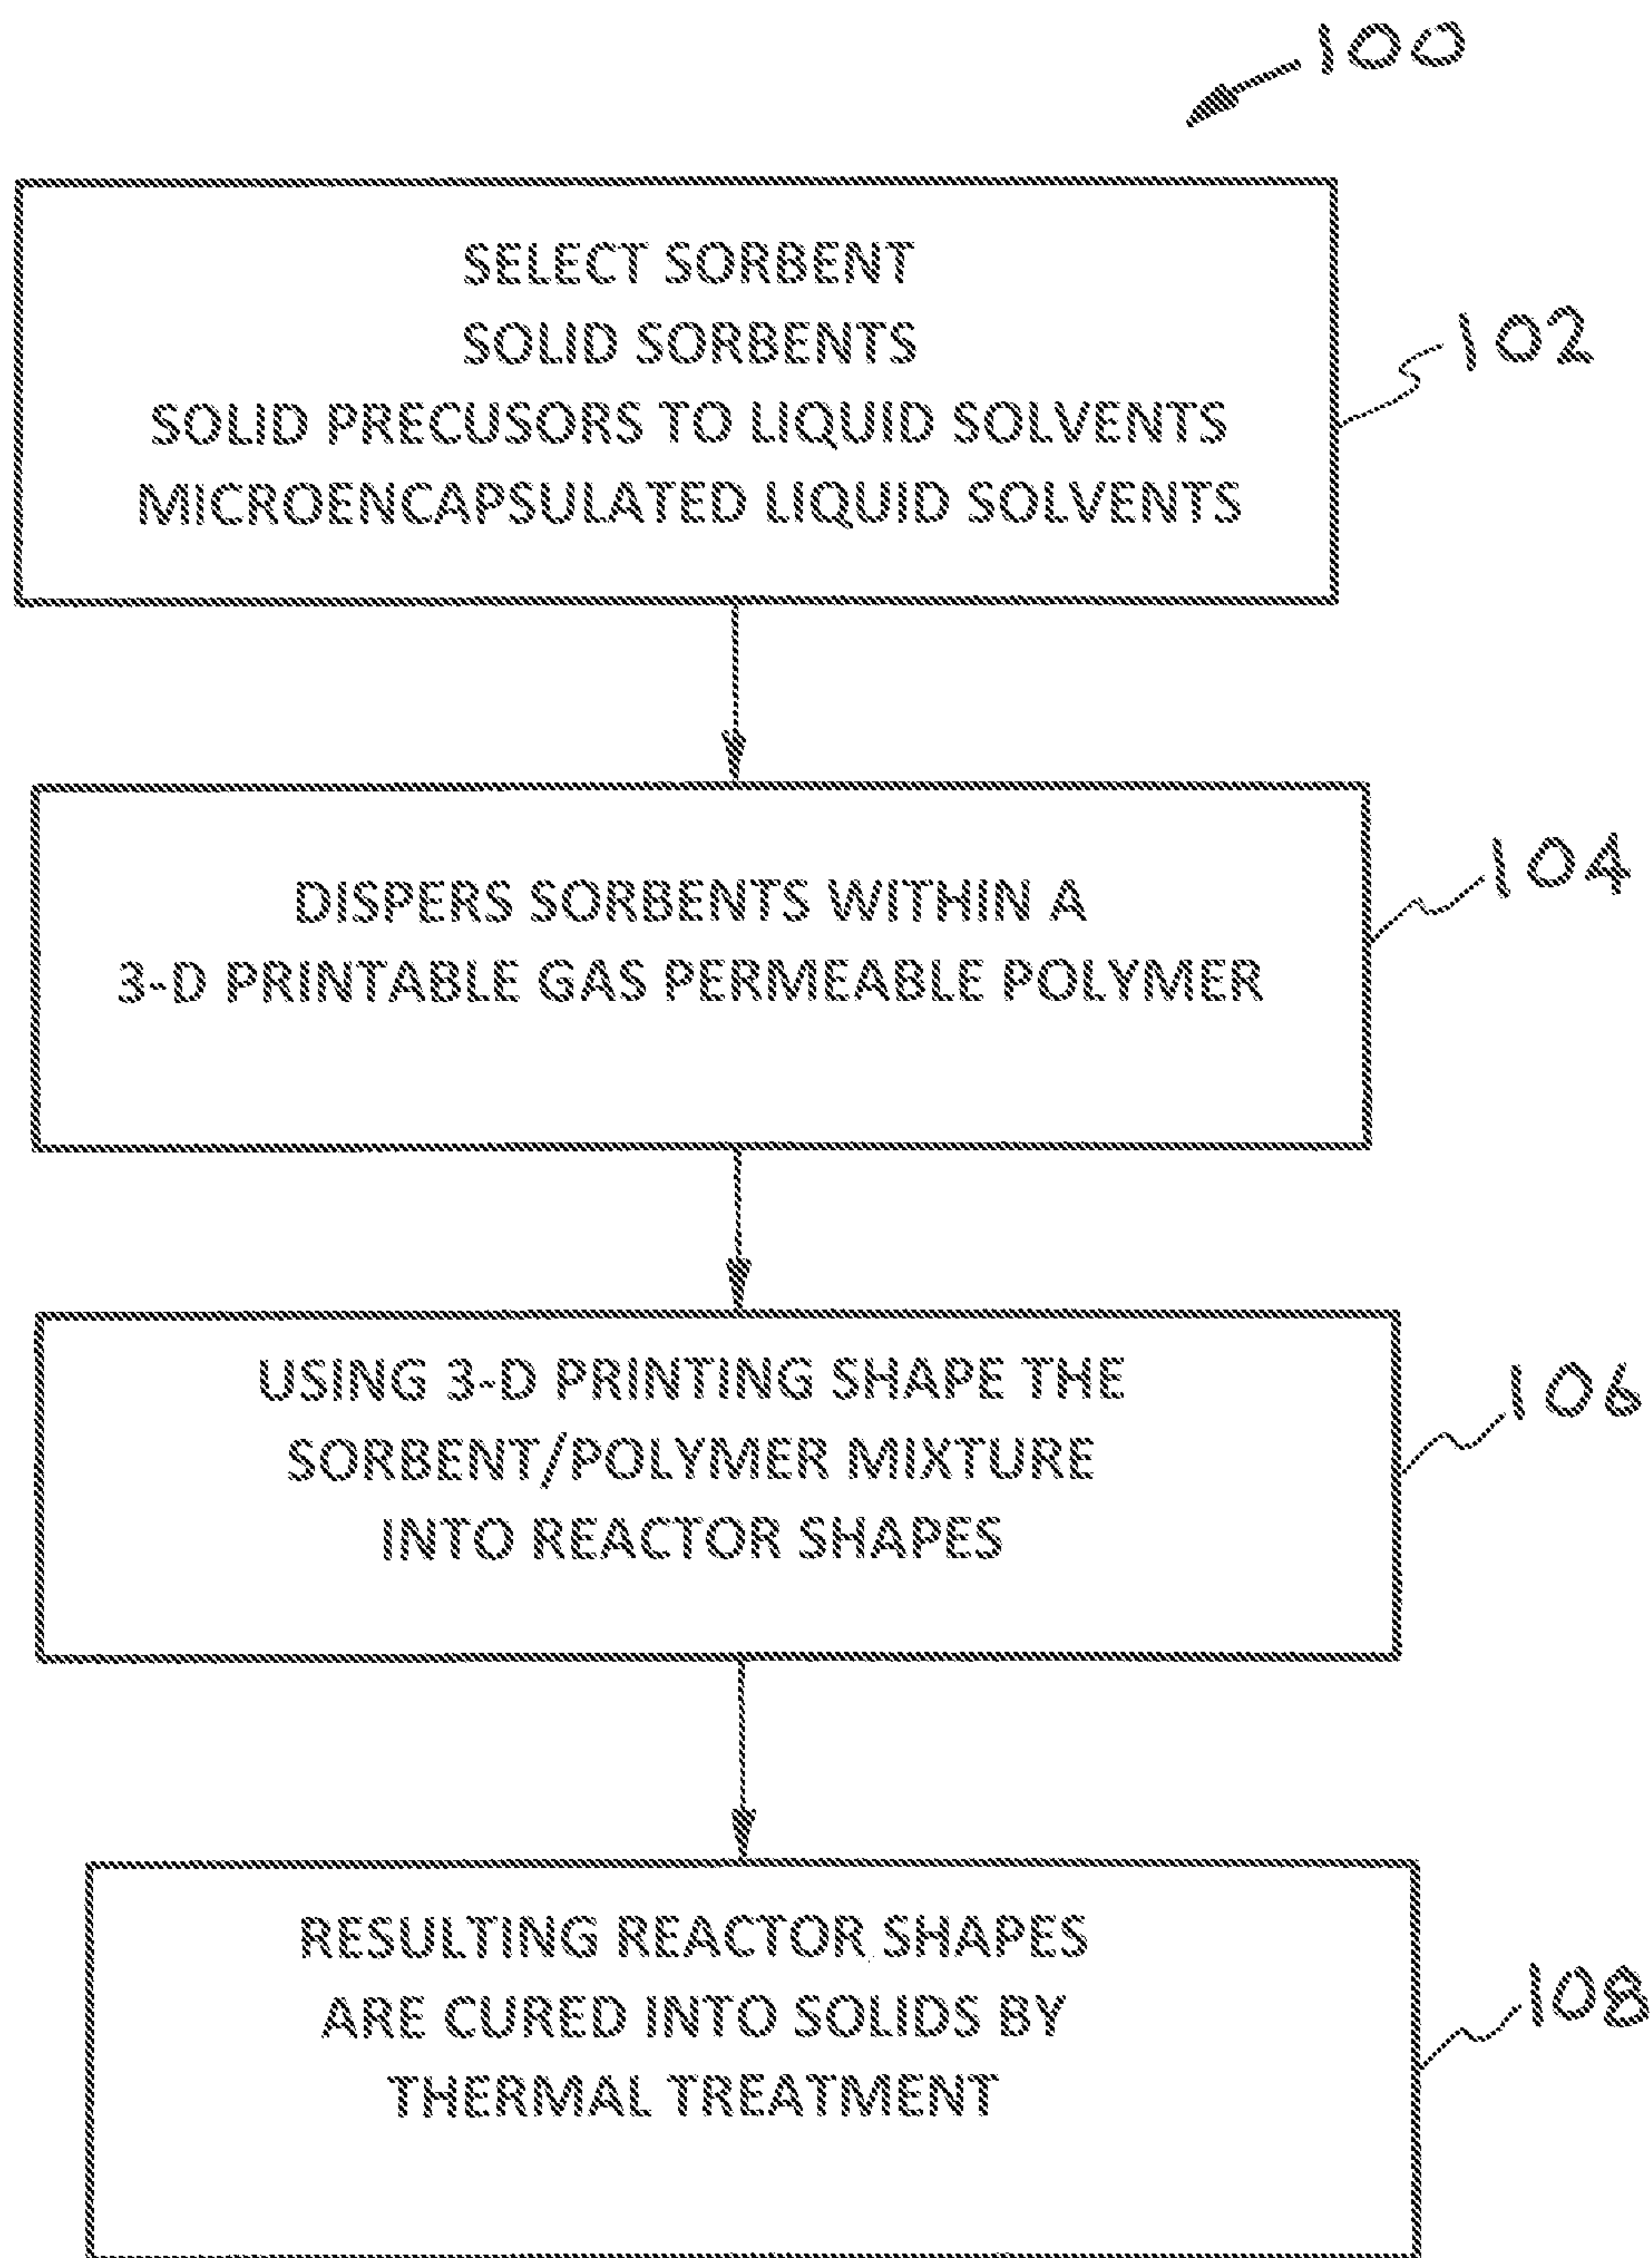 100
SELECT SORBENT
SOLID SORBENTS
SOLID PRECUSORS TO LIQUID SOLVENTS
MICROENCAPSULATED LIQUID SOLVENTS
102
DISPERS SORBENTS WITHIN A
3-D PRINTABLE GAS PERMEABLE POLYMER
104
USING 3-D PRINTING SHAPE THE
SORBENT/POLYMER MIXTURE
INTO REACTOR SHAPES
106
RESULTING REACTOR SHAPES
ARE CURED INTO SOLIDS BY
THERMAL TREATMENT
108